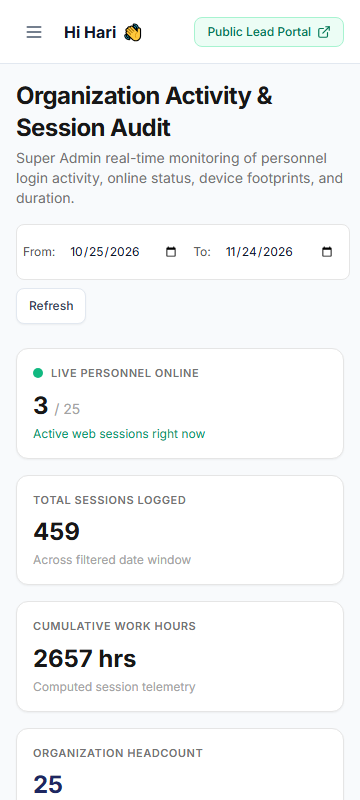 Hi Hari 👏
Public Lead Portal
Organization Activity &
Session Audit
Super Admin real-time monitoring of personnel
login activity, online status, device footprints, and
duration.
From: 10/25/2026 To: 11/24/2026
Refresh
LIVE PERSONNEL ONLINE
3 / 25
Active web sessions right now
TOTAL SESSIONS LOGGED
459
Across filtered date window
CUMULATIVE WORK HOURS
2657 hrs
Computed session telemetry
ORGANIZATION HEADCOUNT
25